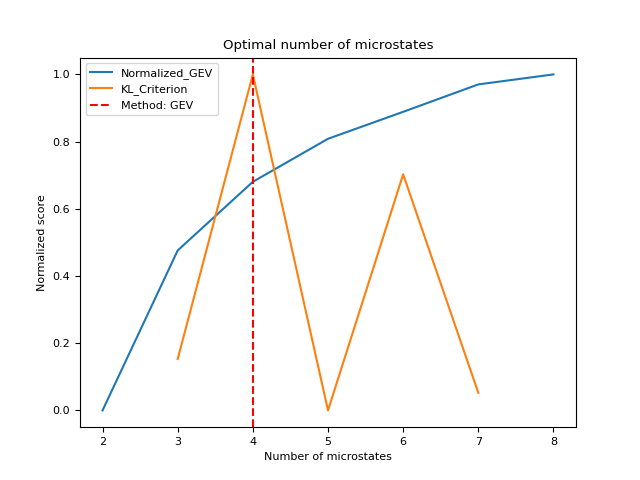 Optimal number of microstates
Normalized_GEV
KL_Criterion
Method: GEV
Normalized score
1.0
0.8
0.6
0.4
0.2
0.0
2 3 4 5 6 7 8
Number of microstates